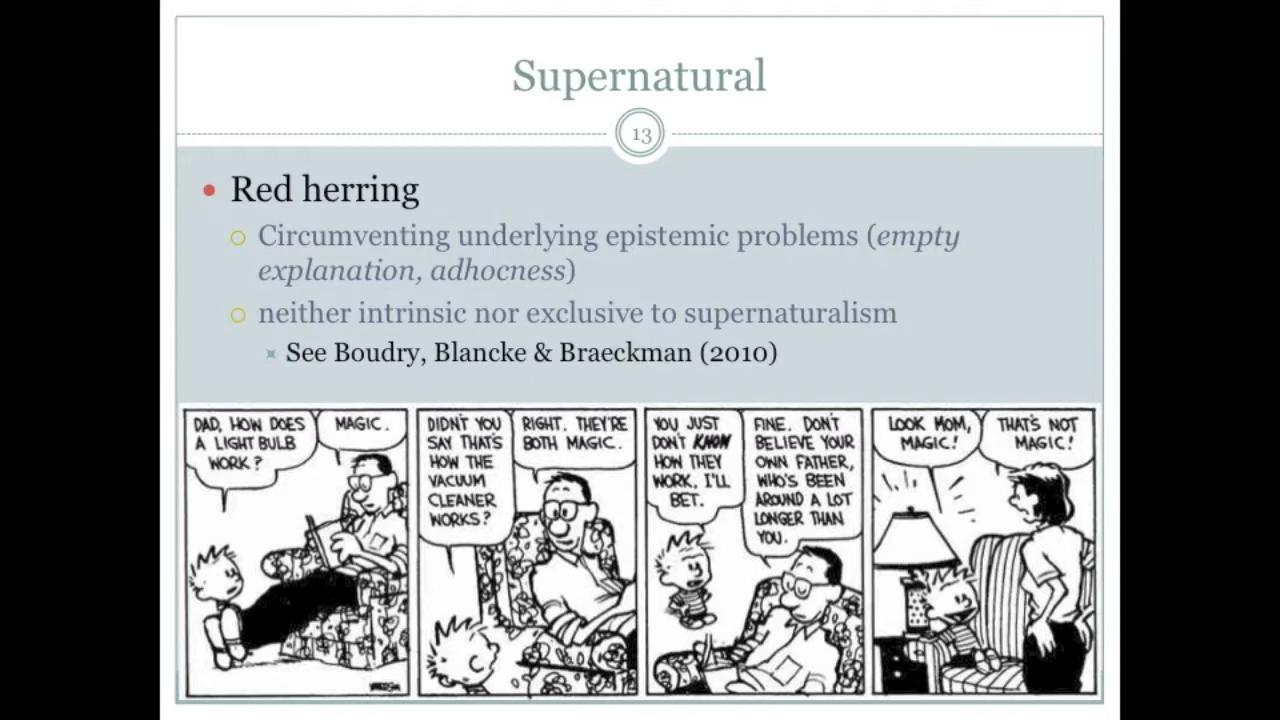 Supernatural
13
Red herring
Circumventing underlying epistemic problems (empty
explanation, adhocness)
neither intrinsic nor exclusive to supernaturalism
See Boudry, Blancke & Braeckman (2010)
DAD, HOW DOES
A LIGHT BULB
WORK?
MAGIC.
DIDN'T YOU
SAY THAT'S
HOW THE
VACUUM
CLEANER
WORKS?
RIGHT. THEY'RE
BOTH MAGIC.
YOU JUST
DON'T KNOW
HOW THEY
WORK, I'LL
BET.
FINE. DON'T
BELIEVE YOUR
OWN FATHER,
WHO'S BEEN
AROUND A LOT
LONGER THAN
YOU.
LOOK MOM,
MAGIC!
THAT'S NOT
MAGIC!